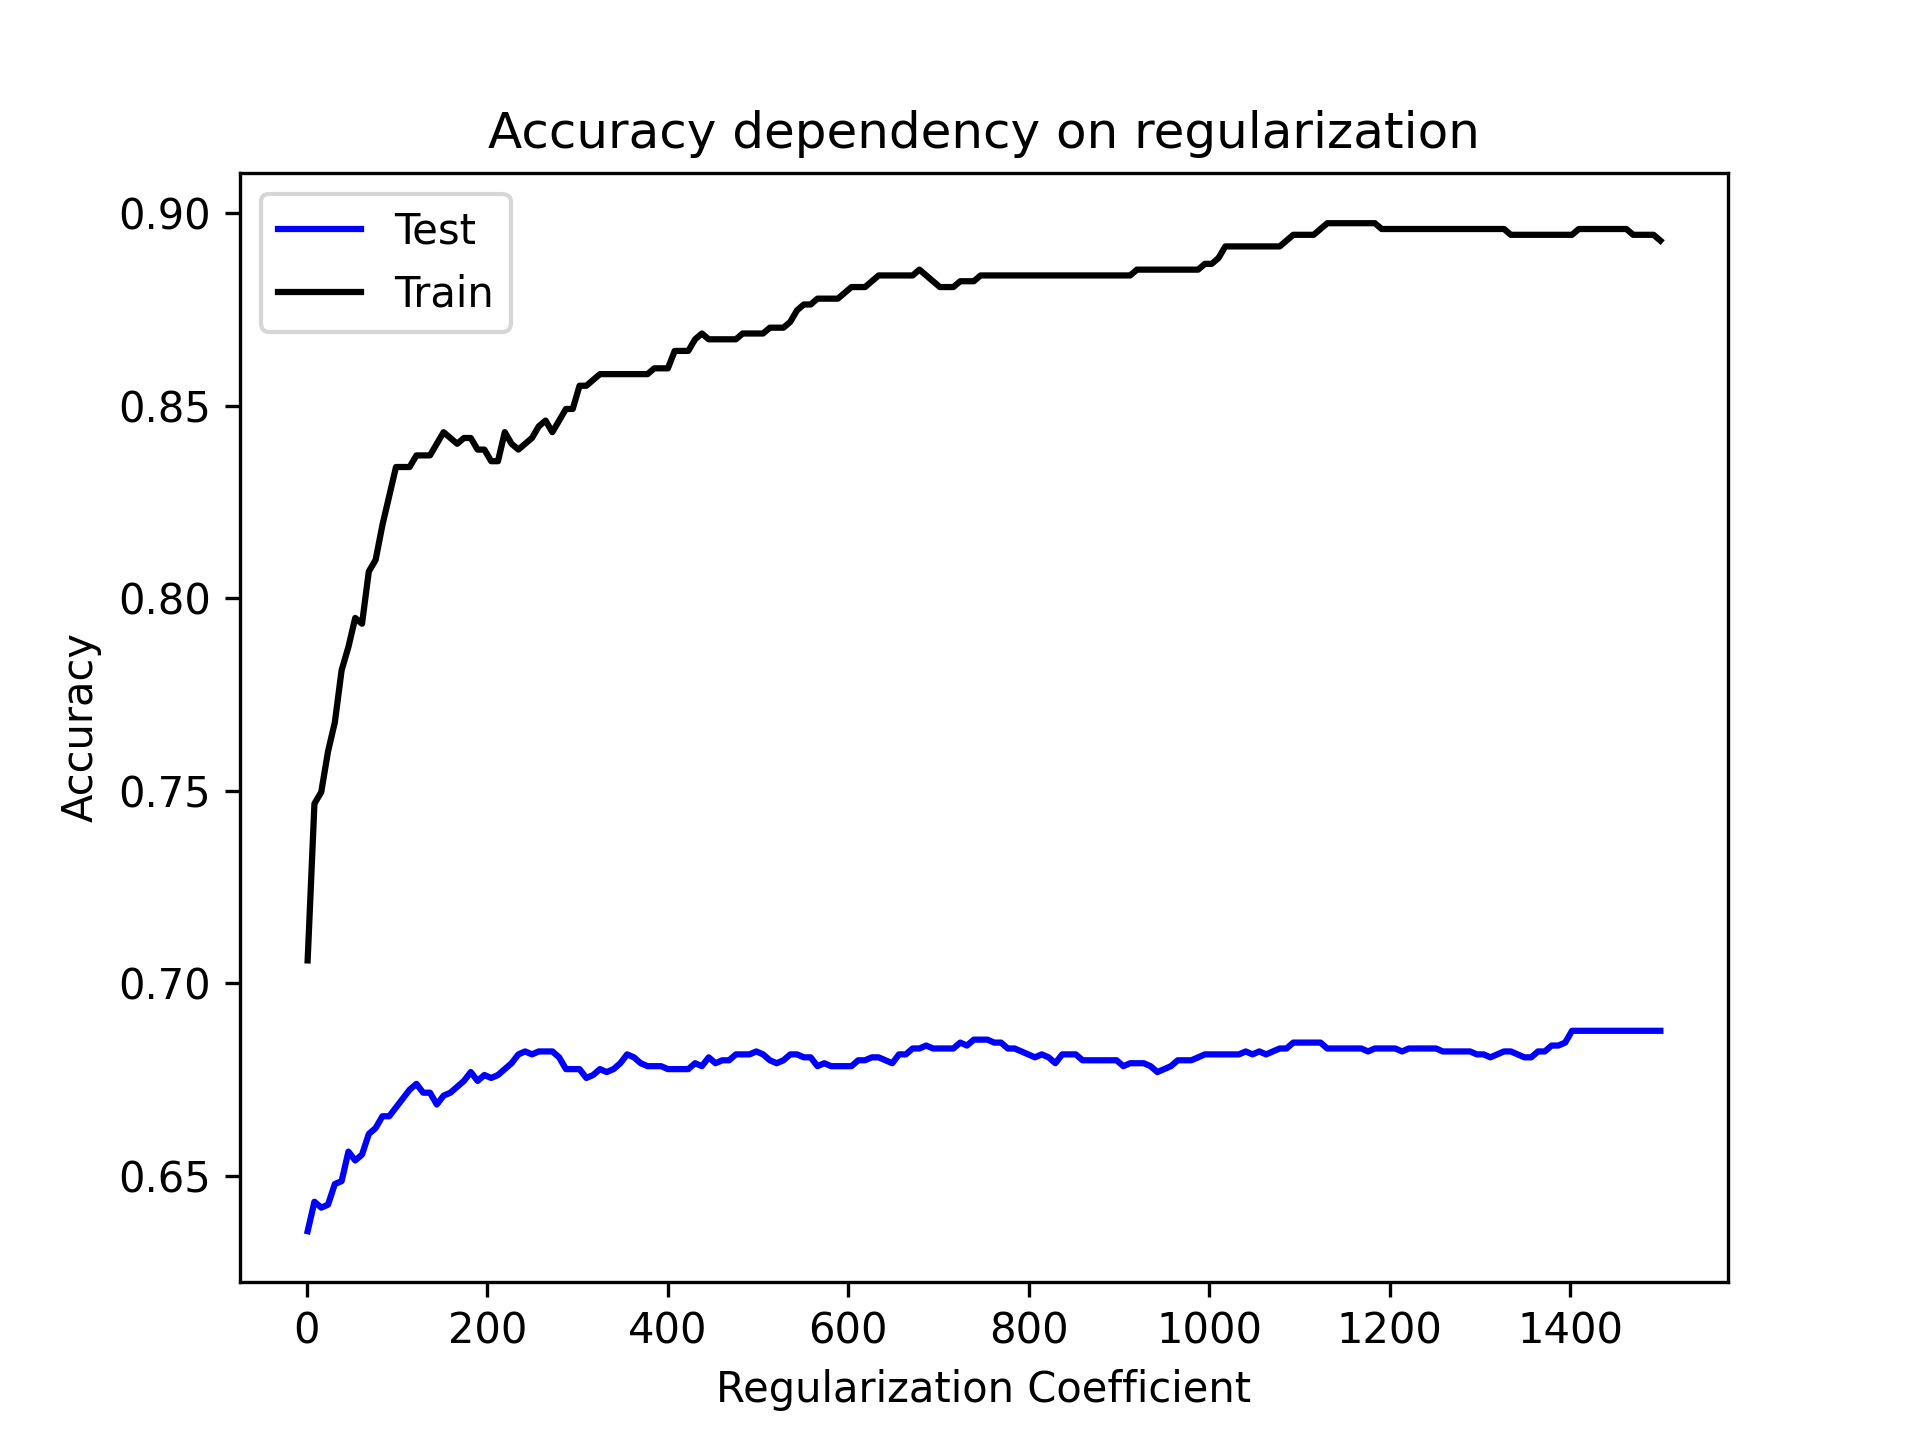 Accuracy dependency on regularization
Test
Train
0.90
0.85
0.80
0.75
0.70
0.65
Accuracy
0 200 400 600 800 1000 1200 1400
Regularization Coefficient